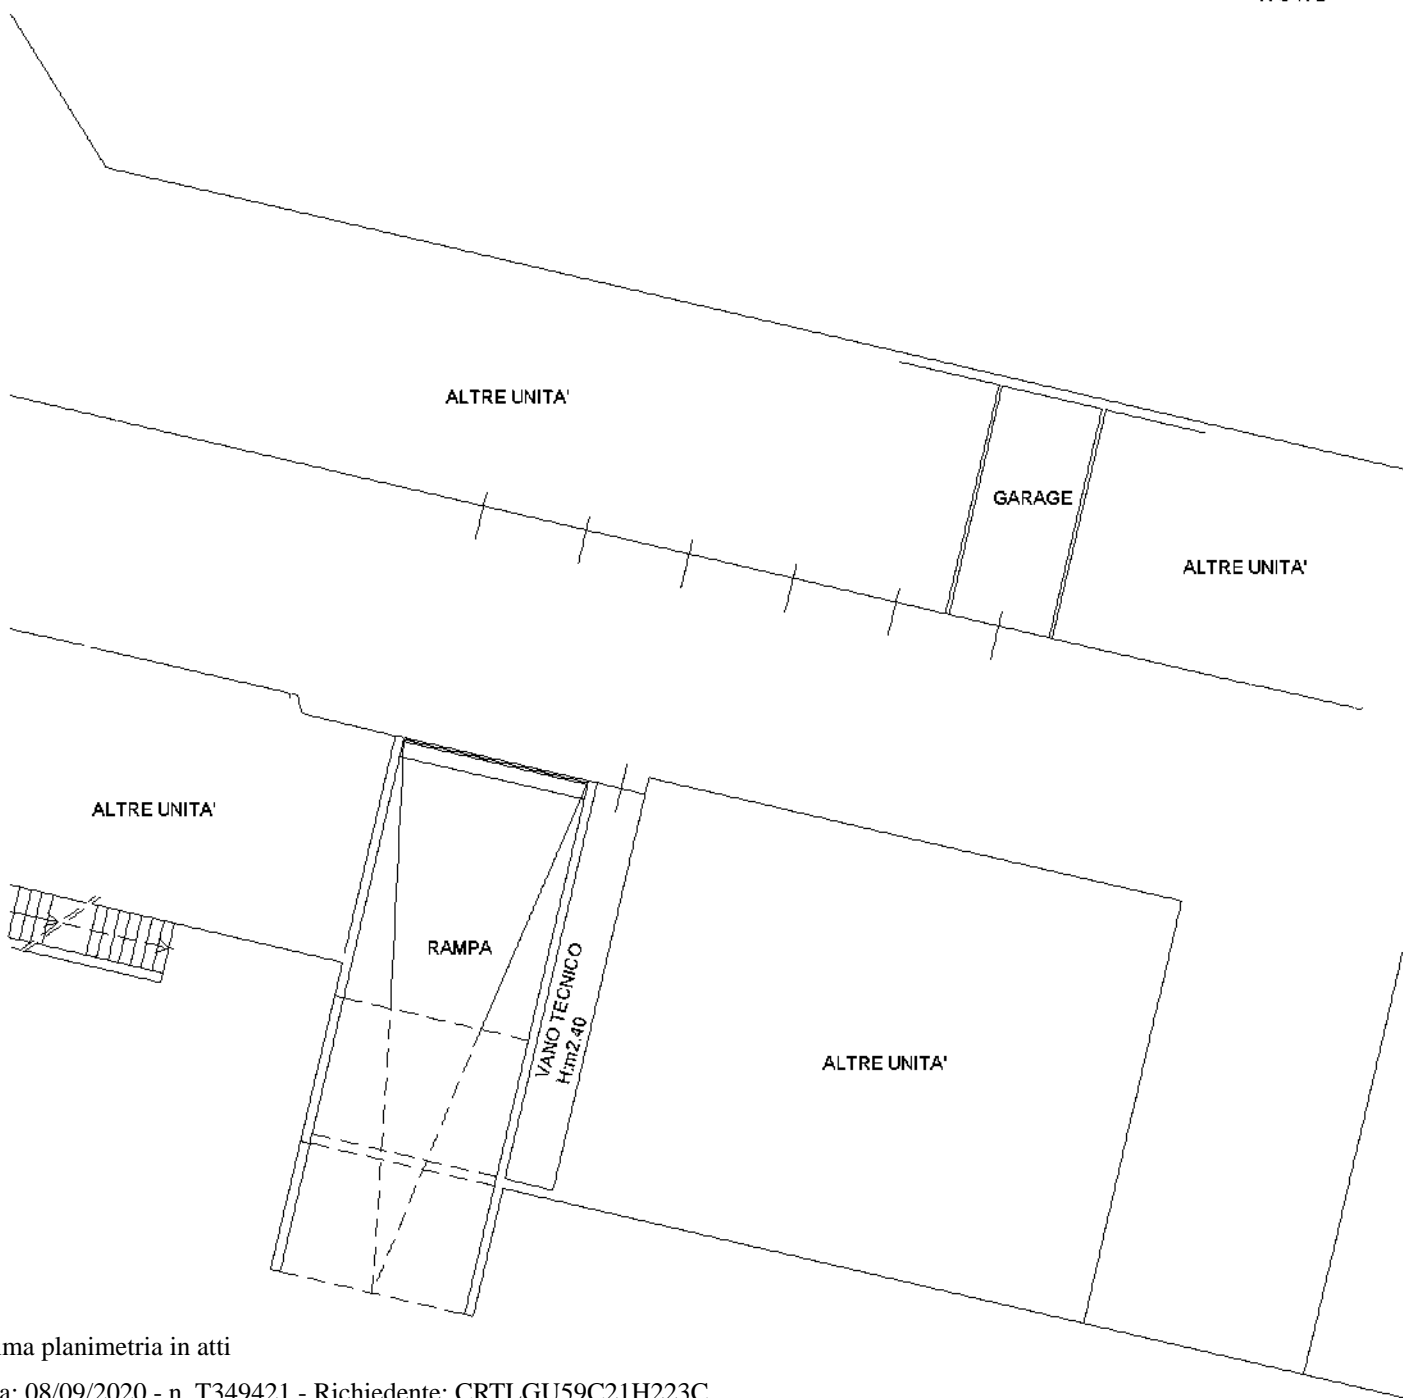 ALTRE UNITA'
GARAGE
ALTRE UNITA'
ALTRE UNITA'
RAMPA
VANO TECNICO
H:m2.40
ALTRE UNITA'
ma planimetria in atti
a: 08/09/2020 - n. T349421 - Richiedente: CRTLGU59C21H223C